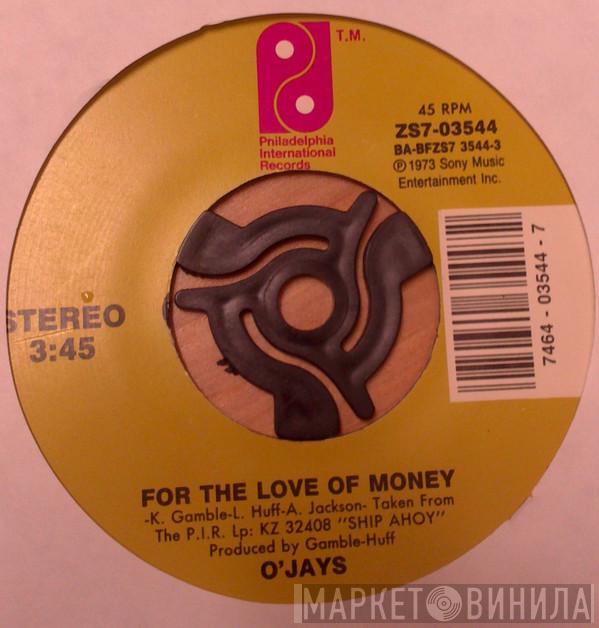 T.M.
Philadelphia
International
Records
45 RPM
ZS7-03544
BA-BFZS7 3544-3
Ⓟ 1973 Sony Music
Entertainment Inc.
STEREO
3:45
7464 - 03544 - 7
FOR THE LOVE OF MONEY
-K. Gamble-L. Huff-A. Jackson- Taken From
The P.I.R. Lp: KZ 32408 "SHIP AHOY"
Produced by Gamble-Huff
O'JAYS
МАРКЕТ ВИНИЛА